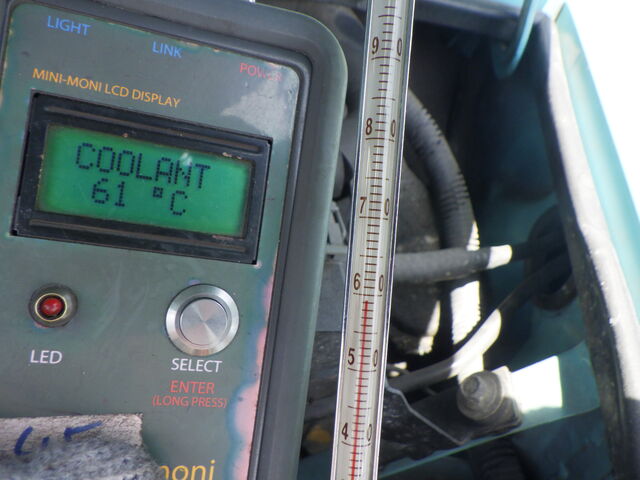 LIGHT
LINK
POWER
MINI-MONI LCD DISPLAY
COOLANT
61 °C
LED
SELECT
ENTER
(LONG PRESS)
moni
9 0
8 0
7 0
6 0
5 0
4 0